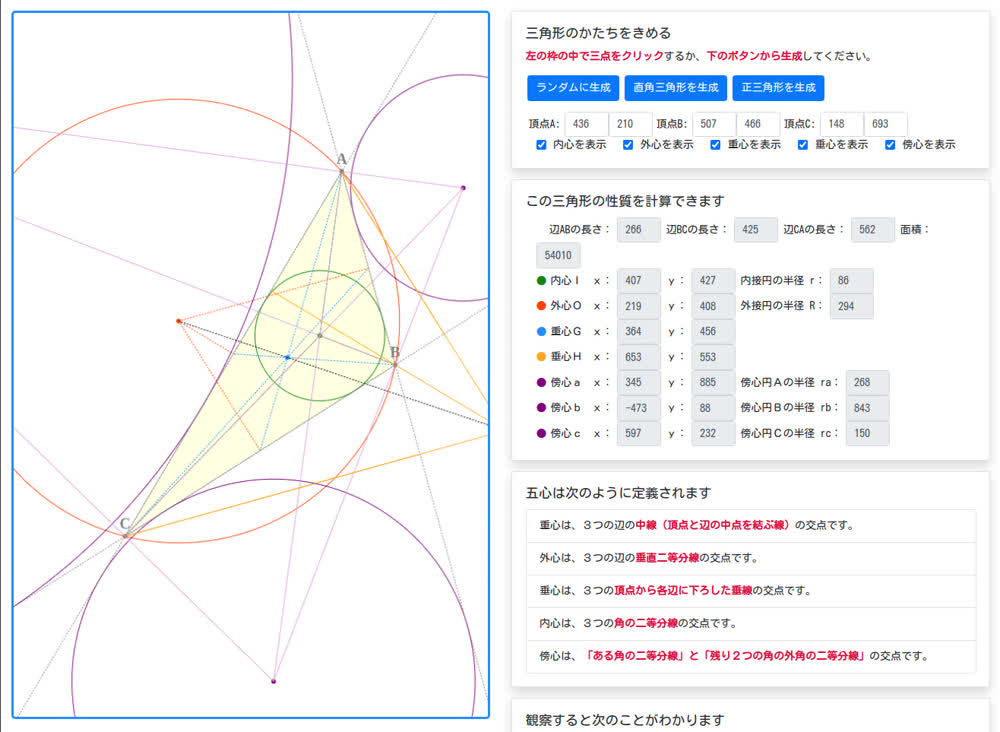 三角形のかたちをきめる
左の枠の中で三点をクリックするか、下のボタンから生成してください。
ランダムに生成 直角三角形を生成 正三角形を生成
頂点A: 436 210 頂点B: 507 466 頂点C: 148 693
内心を表示 外心を表示 重心を表示 垂心を表示 傍心を表示
A
B
C
この三角形の性質を計算できます
辺ABの長さ： 266 辺BCの長さ： 425 辺CAの長さ： 562 面積：
54010
内心Ｉ ｘ： 407 ｙ： 427 内接円の半径 r： 86
外心Ｏ ｘ： 219 ｙ： 408 外接円の半径 R： 294
重心Ｇ ｘ： 364 ｙ： 456
垂心Ｈ ｘ： 653 ｙ： 553
傍心ａ ｘ： 345 ｙ： 885 傍心円Ａの半径 ra： 268
傍心ｂ ｘ： -473 ｙ： 88 傍心円Ｂの半径 rb： 843
傍心ｃ ｘ： 597 ｙ： 232 傍心円Ｃの半径 rc： 150
五心は次のように定義されます
重心は、３つの辺の中線（頂点と辺の中点を結ぶ線）の交点です。
外心は、３つの辺の垂直二等分線の交点です。
垂心は、３つの頂点から各辺に下ろした垂線の交点です。
内心は、３つの角の二等分線の交点です。
傍心は、「ある角の二等分線」と「残り２つの角の外角の二等分線」の交点です。
観察すると次のことがわかります